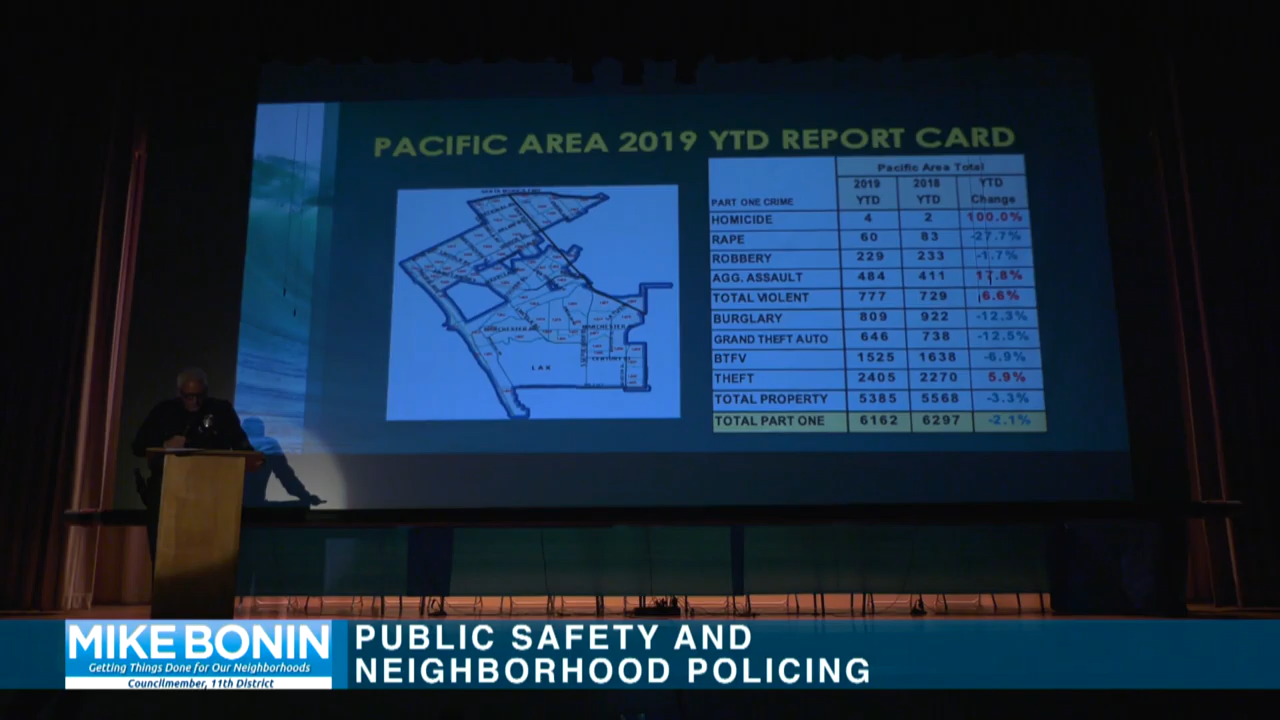 PACIFIC AREA 2019 YTD REPORT CARD
Pacific Area Total
PART ONE CRIME 2019 YTD 2018 YTD YTD Change
HOMICIDE 4 2 100.0%
RAPE 60 83 -27.7%
ROBBERY 229 233 -1.7%
AGG. ASSAULT 484 411 17.8%
TOTAL VIOLENT 777 729 6.6%
BURGLARY 809 922 -12.3%
GRAND THEFT AUTO 646 738 -12.5%
BTFV 1525 1638 -6.9%
THEFT 2405 2270 5.9%
TOTAL PROPERTY 5385 5568 -3.3%
TOTAL PART ONE 6162 6297 -2.1%
MANCHESTER
LAX
MIKE BONIN
Getting Things Done for Our Neighborhoods
Councilmember, 11th District
PUBLIC SAFETY AND
NEIGHBORHOOD POLICING